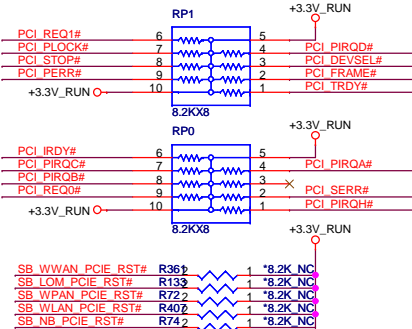 RP1 +3.3V_RUN
PCI_REQ1# 6 5
PCI_PLOCK# 7 4 PCI_PIRQD#
PCI_STOP# 8 3 PCI_DEVSEL#
PCI_PERR# 9 2 PCI_FRAME#
+3.3V_RUN 10 1 PCI_TRDY#
8.2KX8
RP0 +3.3V_RUN
PCI_IRDY# 6 5
PCI_PIRQC# 7 4 PCI_PIRQA#
PCI_PIRQB# 8 3
PCI_REQ0# 9 2 PCI_SERR#
+3.3V_RUN 10 1 PCI_PIRQH#
8.2KX8 +3.3V_RUN
SB_WWAN_PCIE_RST# R361 2 1 *8.2K_NC
SB_LOM_PCIE_RST# R133 2 1 *8.2K_NC
SB_WPAN_PCIE_RST# R72 2 1 *8.2K_NC
SB_WLAN_PCIE_RST# R407 2 1 *8.2K_NC
SB_NB_PCIE_RST# R74 2 1 *8.2K_NC